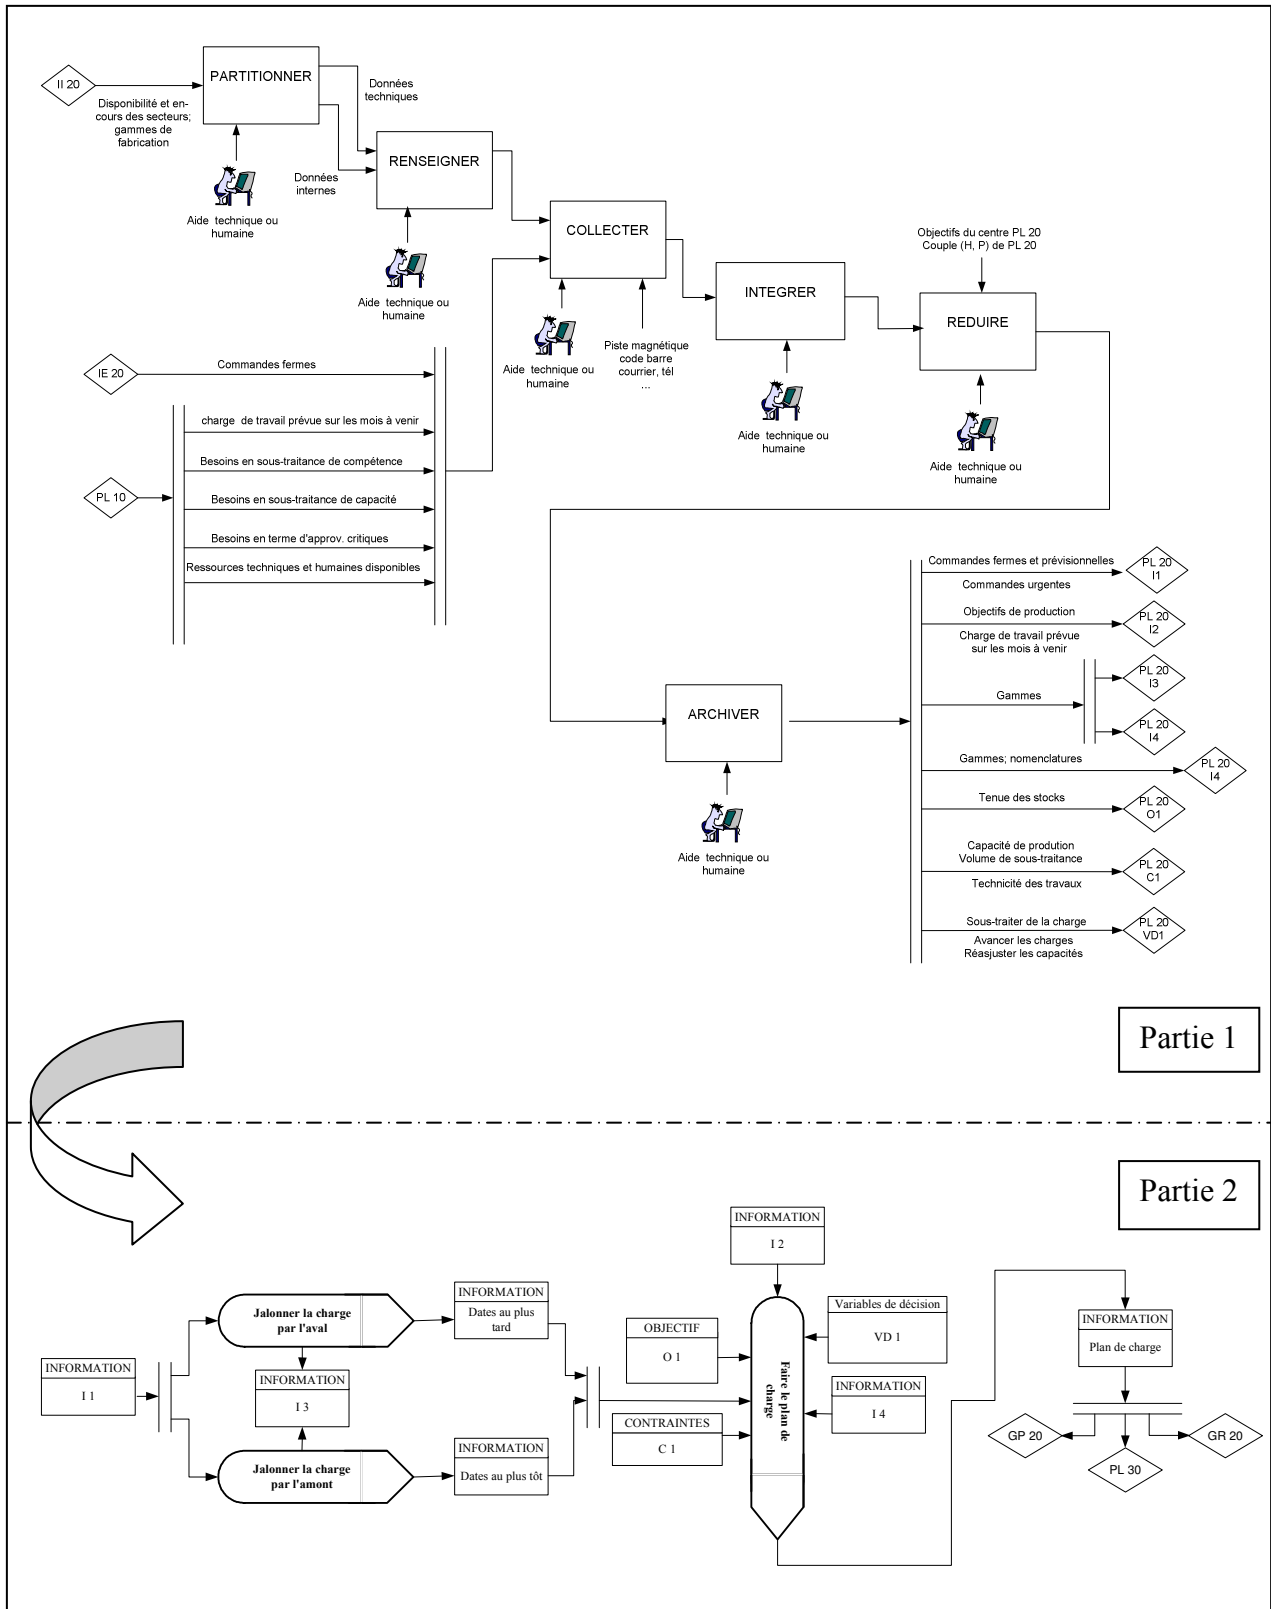 II 20
PARTITIONNER
Données
techniques
Disponibilité et en-
cours des secteurs;
gammes de
fabrication
Données
internes
Aide technique ou
humaine
RENSEIGNER
Aide technique ou
humaine
COLLECTER
Aide technique ou
humaine
Piste magnétique
code barre
courrier, tél
...
INTEGRER
Aide technique ou
humaine
Objectifs du centre PL 20
Couple (H, P) de PL 20
REDUIRE
Aide technique ou
humaine
IE 20
Commandes fermes
PL 10
charge de travail prévue sur les mois à venir
Besoins en sous-traitance de compétence
Besoins en sous-traitance de capacité
Besoins en terme d'approv. critiques
Ressources techniques et humaines disponibles
ARCHIVER
Aide technique ou
humaine
Commandes fermes et prévisionnelles
Commandes urgentes
PL 20
I1
Objectifs de production
Charge de travail prévue
sur les mois à venir
PL 20
I2
Gammes
PL 20
I3
PL 20
I4
Gammes; nomenclatures
PL 20
I4
Tenue des stocks
PL 20
O1
Capacité de prodution
Volume de sous-traitance
Technicité des travaux
PL 20
C1
Sous-traiter de la charge
Avancer les charges
Réasjuster les capacités
PL 20
VD1
Partie 1
Partie 2
INFORMATION
I 1
Jalonner la charge
par l'aval
INFORMATION
I 3
Jalonner la charge
par l'amont
INFORMATION
Dates au plus
tard
INFORMATION
Dates au plus tôt
INFORMATION
I 2
OBJECTIF
O 1
CONTRAINTES
C 1
Faire le plan de
charge
Variables de décision
VD 1
INFORMATION
I 4
INFORMATION
Plan de charge
GP 20
PL 30
GR 20